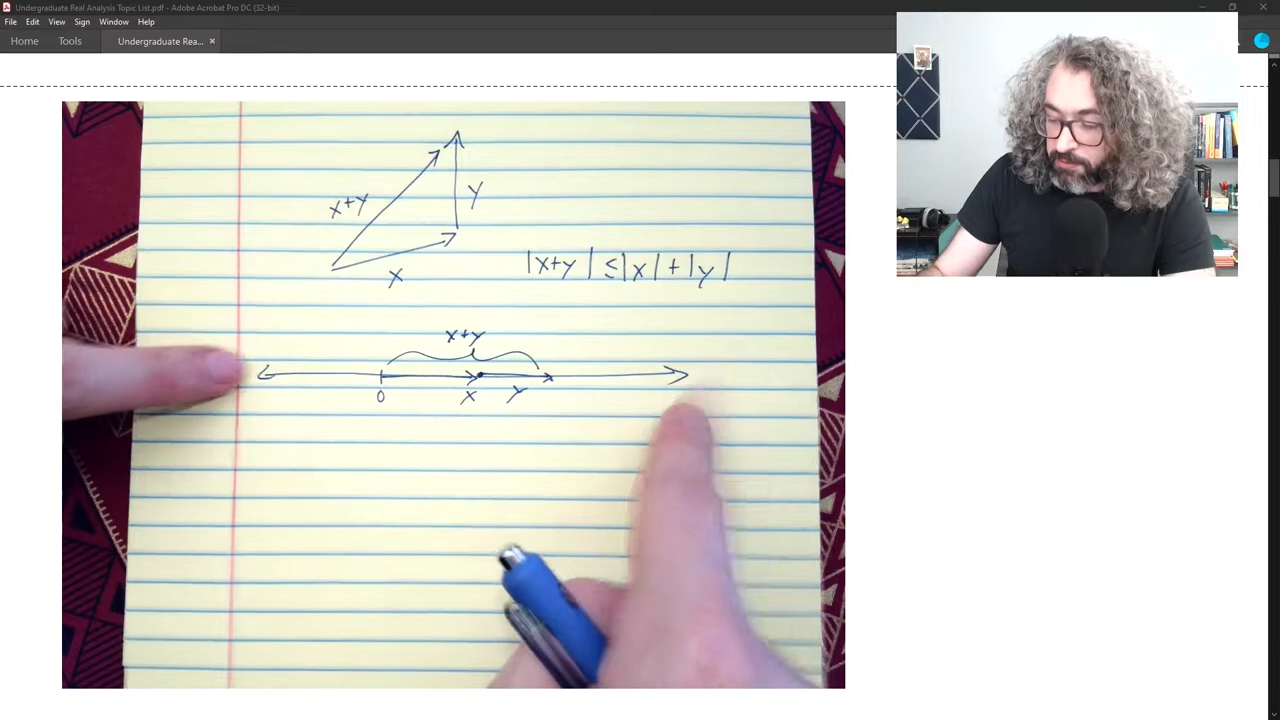 Undergraduate Real Analysis Topic List.pdf - Adobe Acrobat Pro DC (32-bit)
File Edit View Sign Window Help
Home Tools Undergraduate Rea... ×
x+y
y
x
|x+y| ≤ |x| + |y|
x+y
0 x y